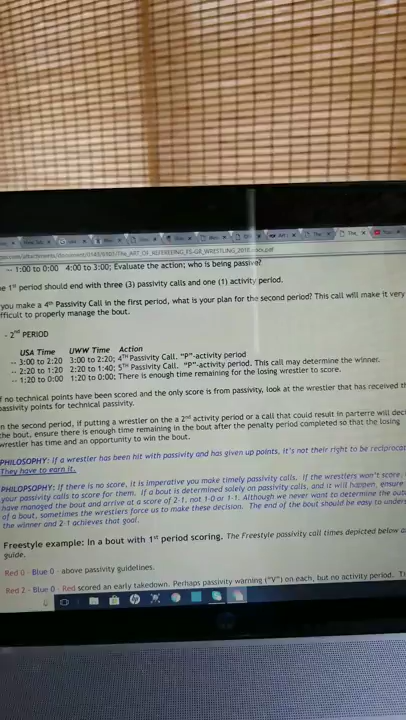 The_ART_OF_REFEREEING_FS-GR_WRESTLING_2018
-- 1:00 to 0:00 4:00 to 3:00; Evaluate the action; who is being passive?
e 1st period should end with three (3) passivity calls and one (1) activity period.
you make a 4th Passivity Call in the first period, what is your plan for the second period? This call will make it very
fficult to properly manage the bout.
- 2nd PERIOD
USA Time UWW Time Action
-- 3:00 to 2:20 3:00 to 2:20; 4TH Passivity Call. "P"-activity period
-- 2:20 to 1:20 2:20 to 1:40; 5TH Passivity Call. "P"-activity period. This call may determine the winner.
-- 1:20 to 0:00 1:20 to 0:00; There is enough time remaining for the losing wrestler to score.
f no technical points have been scored and the only score is from passivity, look at the wrestler that has received th
passivity points for technical passivity.
n the second period, if putting a wrestler on the a 2nd activity period or a call that could result in parterre will deci
the bout, ensure there is enough time remaining in the bout after the penalty period completed so that the losing
wrestler has time and an opportunity to win the bout.
PHILOSOPHY: If a wrestler has been hit with passivity and has given up points, it's not their right to be reciprocat
They have to earn it.
PHILOPSOPHY: If there is no score, it is imperative you make timely passivity calls. If the wrestlers won't score,
your passivity calls to score for them. If a bout is determined solely on passivity calls, and it will happen, ensure
have managed the bout and arrive at a score of 2-1, not 1-0 or 1-1. Although we never want to determine the out
of a bout, sometimes the wrestlers force us to make these decision. The end of the bout should be easy to unders
the winner and 2-1 achieves that goal.
Freestyle example: In a bout with 1st period scoring. The Freestyle passivity call times depicted below a
guide.
Red 0 - Blue 0 - above passivity guidelines.
Red 2 - Blue 0 - Red scored an early takedown. Perhaps passivity warning ("V") on each, but no activity period.